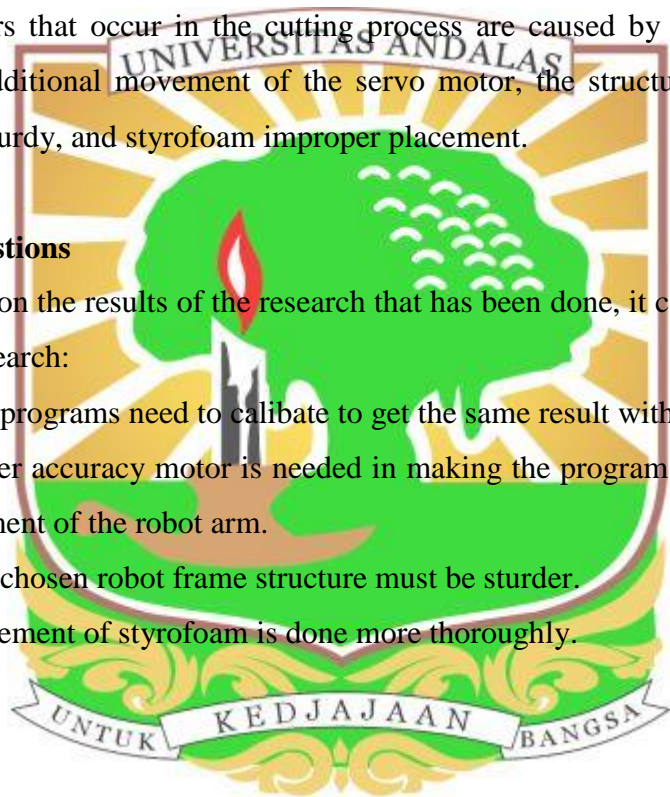 rs that occur in the cutting process are caused by
UNIVERSITAS ANDALAS
dditional movement of the servo motor, the structu
urdy, and styrofoam improper placement.
stions
on the results of the research that has been done, it c
earch:
programs need to calibate to get the same result with
er accuracy motor is needed in making the program
ment of the robot arm.
chosen robot frame structure must be sturder.
ement of styrofoam is done more thoroughly.
UNTUK KEDJAJAAN BANGSA